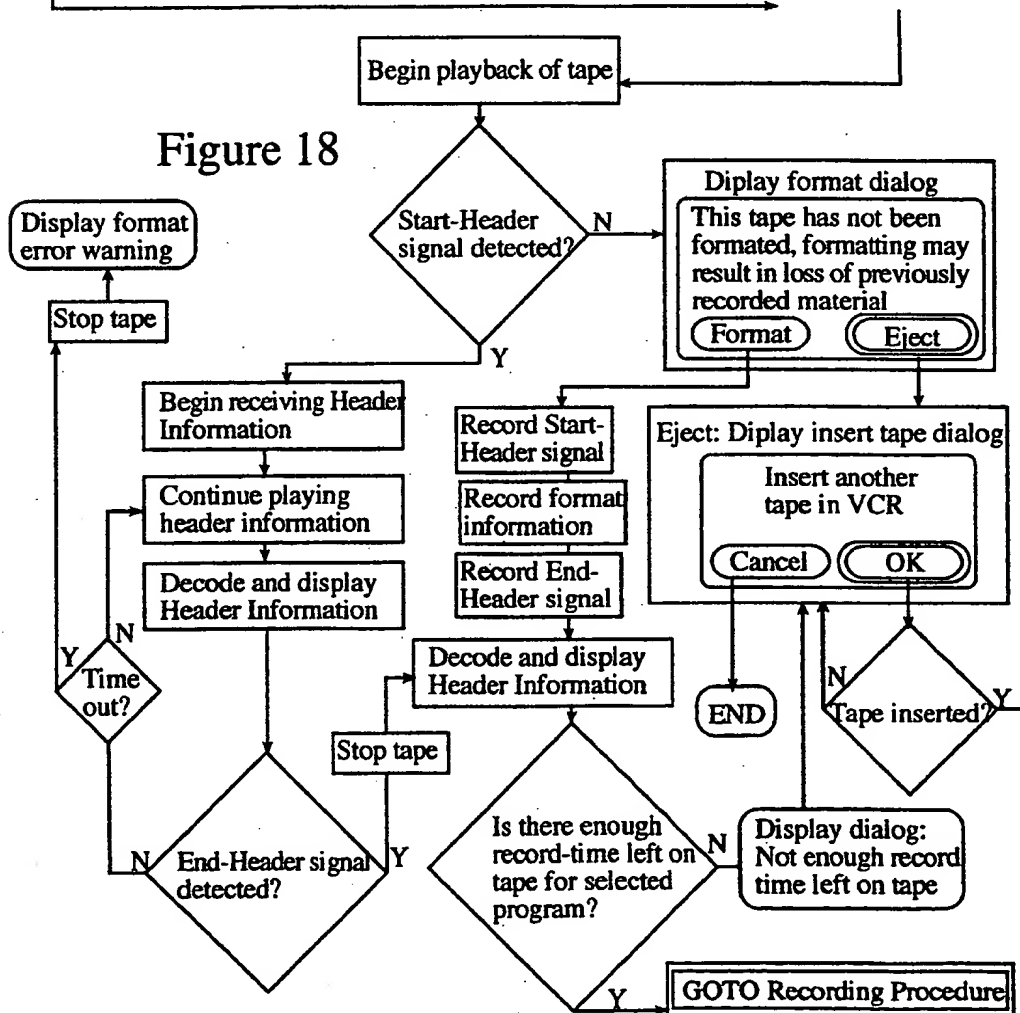 Begin playback of tape
Figure 18
Start-Header
signal detected?
N
Y
Diplay format dialog
This tape has not been
formated, formatting may
result in loss of previously
recorded material
Format
Eject
Display format
error warning
Stop tape
Begin receiving Header
Information
Continue playing
header information
Decode and display
Header Information
Record Start-
Header signal
Record format
information
Record End-
Header signal
Eject: Diplay insert tape dialog
Insert another
tape in VCR
Cancel
OK
Y
N
Time
out?
Decode and display
Header Information
END
N
Tape inserted?
Y
Stop tape
N
End-Header signal
detected?
Y
Is there enough
record-time left on
tape for selected
program?
N
Display dialog:
Not enough record
time left on tape
Y
GOTO Recording Procedure